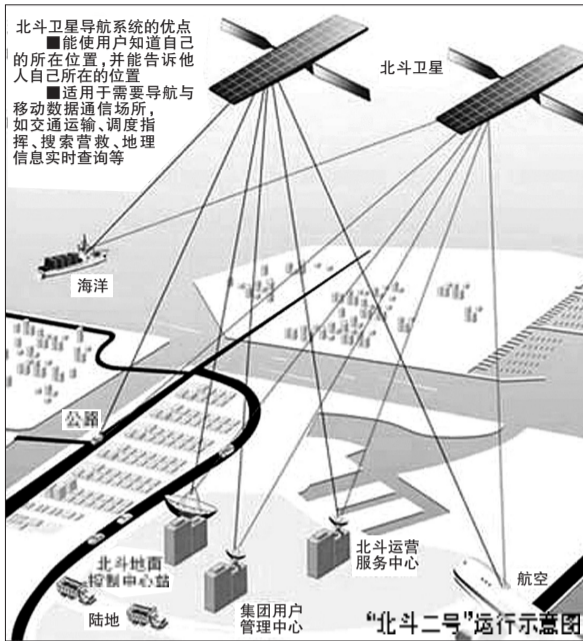 北斗卫星导航系统的优点
■能使用户知道自己
的所在位置,并能告诉他
人自己所在的位置
■适用于需要导航与
移动数据通信场所,
如交通运输、调度指
挥、搜索营救、地理
信息实时查询等
北斗卫星
海洋
公路
北斗地面
控制中心站
陆地
集团用户
管理中心
北斗运营
服务中心
航空
“北斗二号”运行示意图